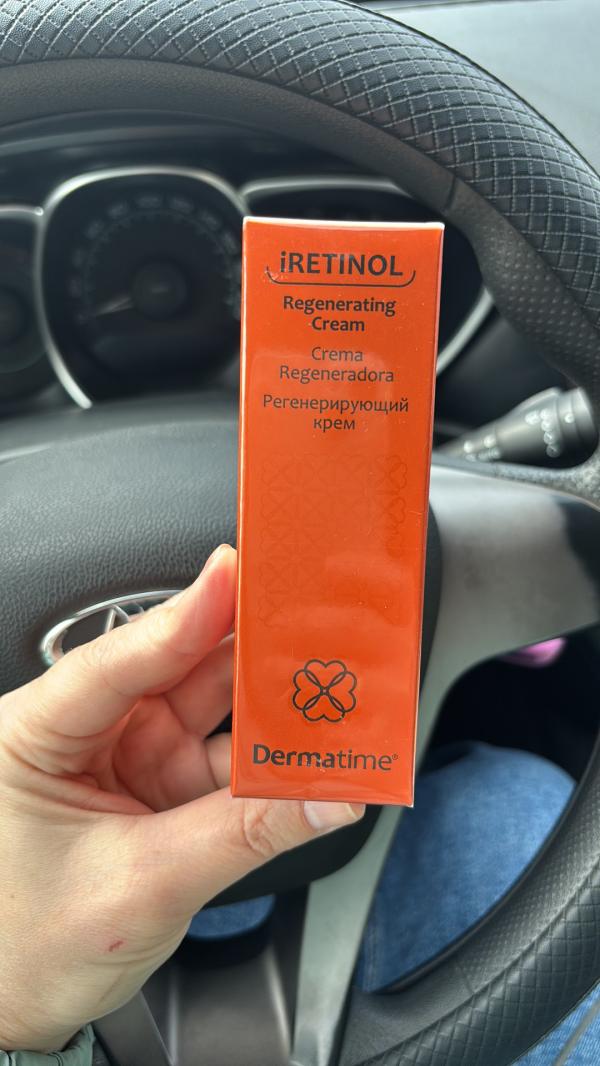 iRETINOL
Regenerating
Cream
Crema
Regeneradora
Регенерирующий
крем
Dermatime®